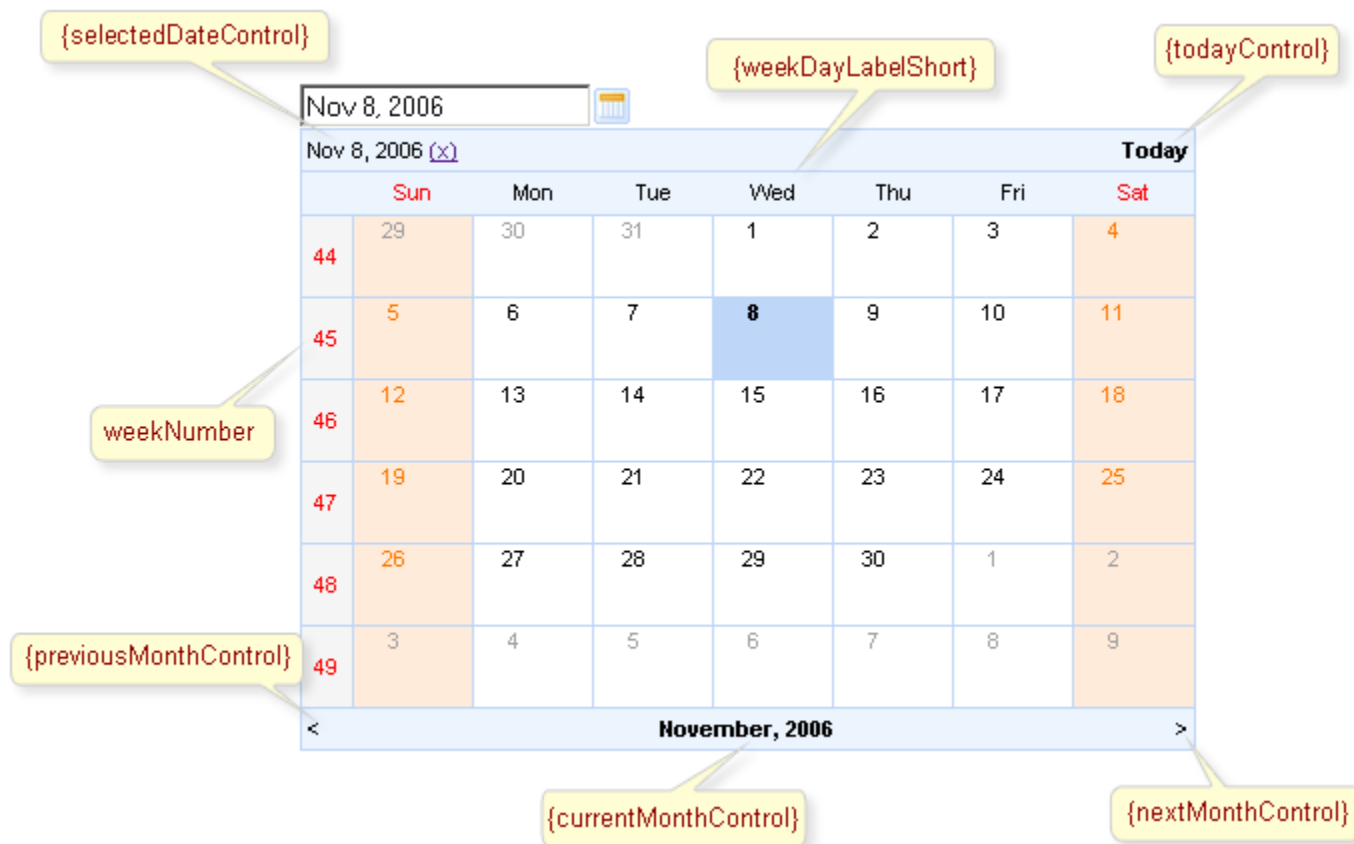 {selectedDateControl}
{weekDayLabelShort}
{todayControl}
Nov 8, 2006
Nov 8, 2006 (x) Today
Sun Mon Tue Wed Thu Fri Sat
44 29 30 31 1 2 3 4
45 5 6 7 8 9 10 11
weekNumber
46 12 13 14 15 16 17 18
47 19 20 21 22 23 24 25
48 26 27 28 29 30 1 2
{previousMonthControl}
49 3 4 5 6 7 8 9
< November, 2006 >
{currentMonthControl}
{nextMonthControl}